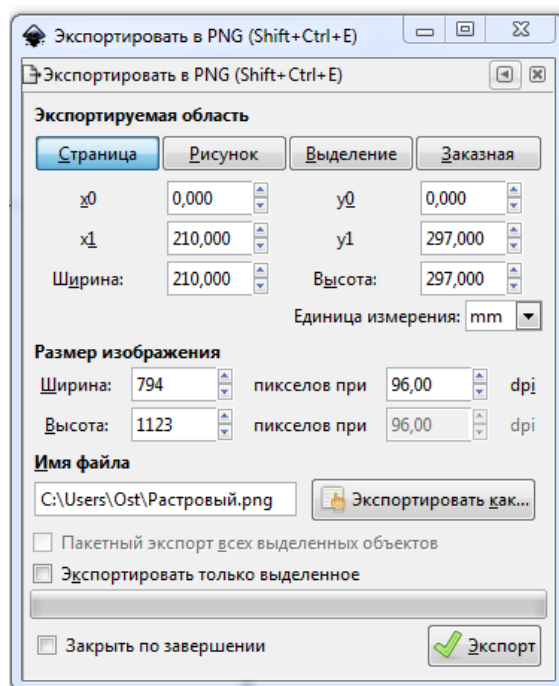 Экспортировать в PNG (Shift+Ctrl+E)
Экспортировать в PNG (Shift+Ctrl+E)
Экспортируемая область
Страница Рисунок Выделение Заказная
x0 0,000 y0 0,000
x1 210,000 y1 297,000
Ширина: 210,000 Высота: 297,000
Единица измерения: mm
Размер изображения
Ширина: 794 пикселов при 96,00 dpi
Высота: 1123 пикселов при 96,00 dpi
Имя файла
C:\Users\Ost\Растровый.png Экспортировать как...
Пакетный экспорт всех выделенных объектов
Экспортировать только выделенное
Закрыть по завершении Экспорт